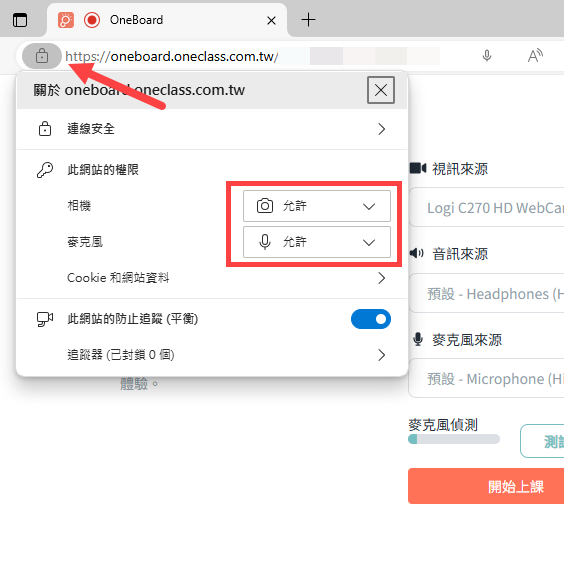 OneBoard
https://oneboard.oneclass.com.tw/
關於 oneboard.oneclass.com.tw
連線安全
此網站的權限
相機
允許
麥克風
允許
Cookie 和網站資料
此網站的防止追蹤 (平衡)
追蹤器 (已封鎖 0 個)
體驗。
視訊來源
Logi C270 HD WebCa
音訊來源
預設 - Headphones (H
麥克風來源
預設 - Microphone (Hi
麥克風偵測
測試
開始上課